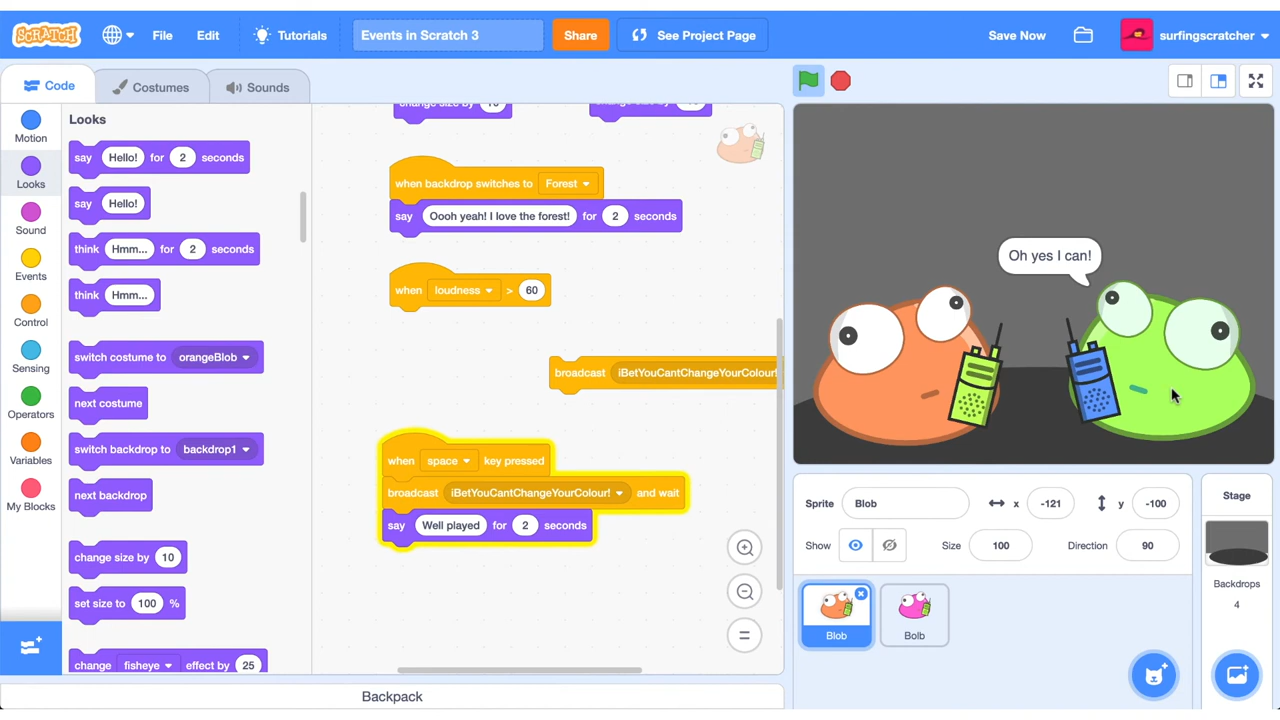 SCRATCH File Edit Tutorials Events in Scratch 3 Share See Project Page Save Now surfingscratcher
Code Costumes Sounds
Motion
Looks
Sound
Events
Control
Sensing
Operators
Variables
My Blocks
Looks
say Hello! for 2 seconds
say Hello!
think Hmm... for 2 seconds
think Hmm...
switch costume to orangeBlob
next costume
switch backdrop to backdrop1
next backdrop
change size by 10
set size to 100 %
change fisheye effect by 25
change size by 10
when backdrop switches to Forest
say Oooh yeah! I love the forest! for 2 seconds
when loudness > 60
broadcast iBetYouCantChangeYourColour!
when space key pressed
broadcast iBetYouCantChangeYourColour! and wait
say Well played for 2 seconds
Backpack
Oh yes I can!
Sprite Blob x -121 y -100
Show Size 100 Direction 90
Blob
Bolb
Stage
Backdrops
4